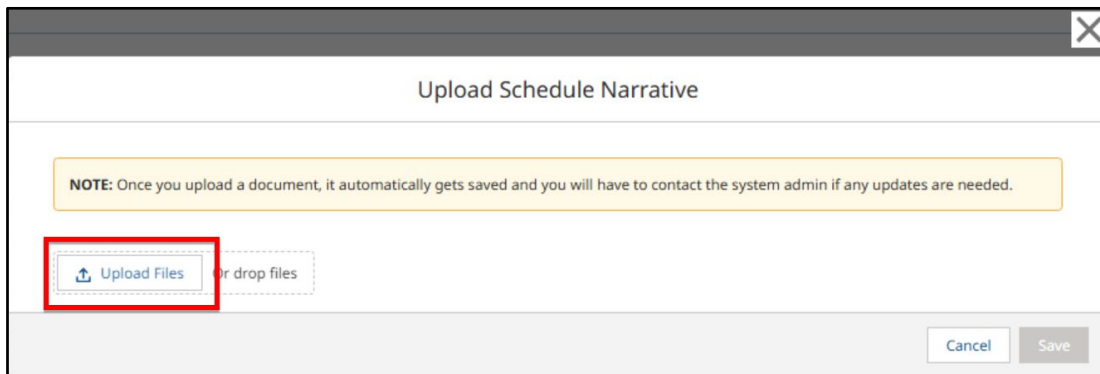 Upload Schedule Narrative
NOTE: Once you upload a document, it automatically gets saved and you will have to contact the system admin if any updates are needed.
Upload Files Or drop files
Cancel Save